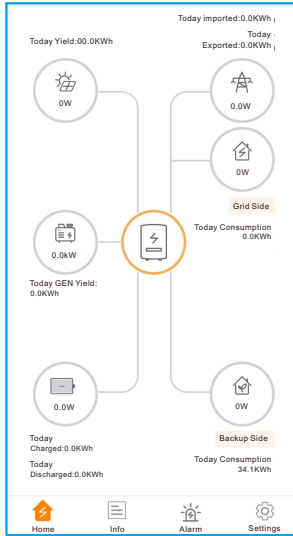 Today imported:0.0KWh
Today Yield:00.0KWh
Today
Exported:0.0KWh
0W
0.0W
0W
Grid Side
Today Consumption
0.0KWh
0.0kW
Today GEN Yield:
0.0KWh
0.0W
0W
Today
Charged:0.0KWh
Today
Discharged:0.0KWh
Backup Side
Today Consumption
34.1KWh
Home
Info
Alarm
Settings